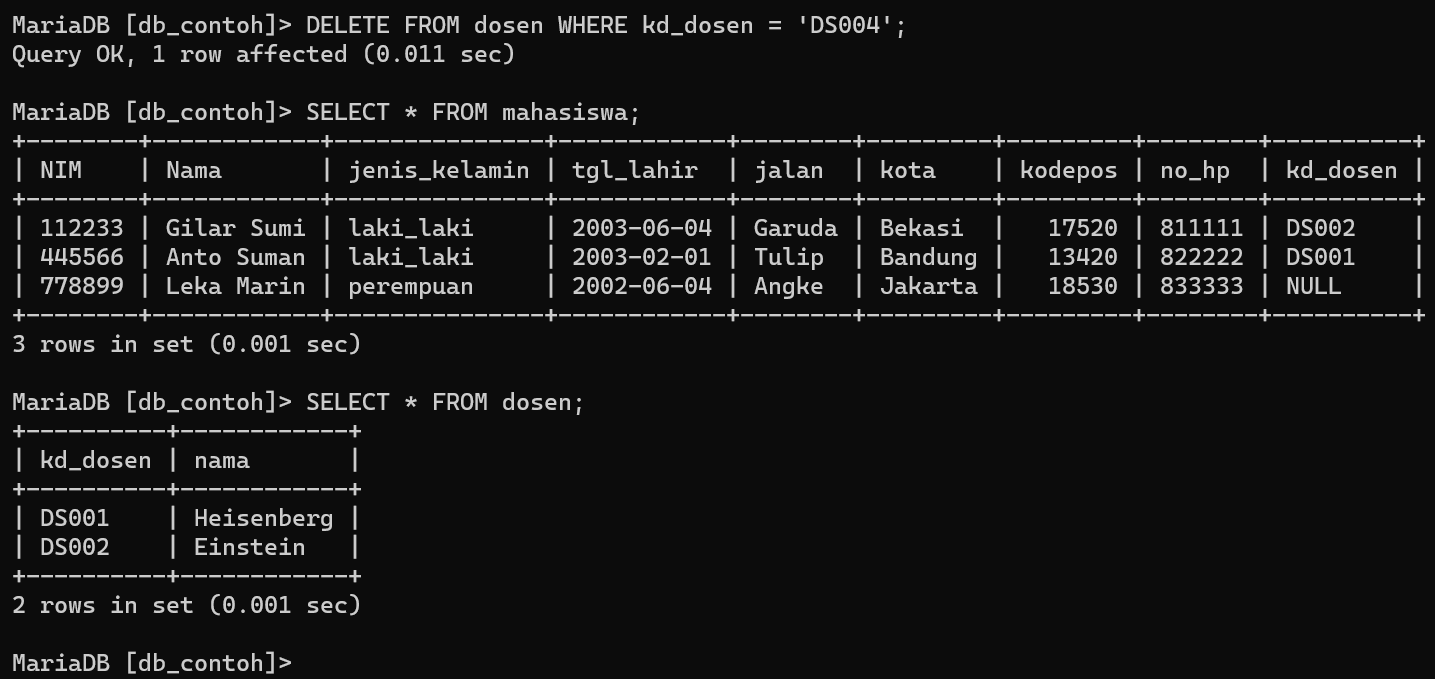 MariaDB [db_contoh]> DELETE FROM dosen WHERE kd_dosen = 'DS004';
Query OK, 1 row affected (0.011 sec)

MariaDB [db_contoh]> SELECT * FROM mahasiswa;
+--------+------------+---------------+------------+--------+---------+---------+--------+----------+
| NIM    | Nama       | jenis_kelamin | tgl_lahir  | jalan  | kota    | kodepos | no_hp  | kd_dosen |
+--------+------------+---------------+------------+--------+---------+---------+--------+----------+
| 112233 | Gilar Sumi | laki_laki     | 2003-06-04 | Garuda | Bekasi  |   17520 | 811111 | DS002    |
| 445566 | Anto Suman | laki_laki     | 2003-02-01 | Tulip  | Bandung |   13420 | 822222 | DS001    |
| 778899 | Leka Marin | perempuan     | 2002-06-04 | Angke  | Jakarta |   18530 | 833333 | NULL     |
+--------+------------+---------------+------------+--------+---------+---------+--------+----------+
3 rows in set (0.001 sec)

MariaDB [db_contoh]> SELECT * FROM dosen;
+----------+------------+
| kd_dosen | nama       |
+----------+------------+
| DS001    | Heisenberg |
| DS002    | Einstein   |
+----------+------------+
2 rows in set (0.001 sec)

MariaDB [db_contoh]>